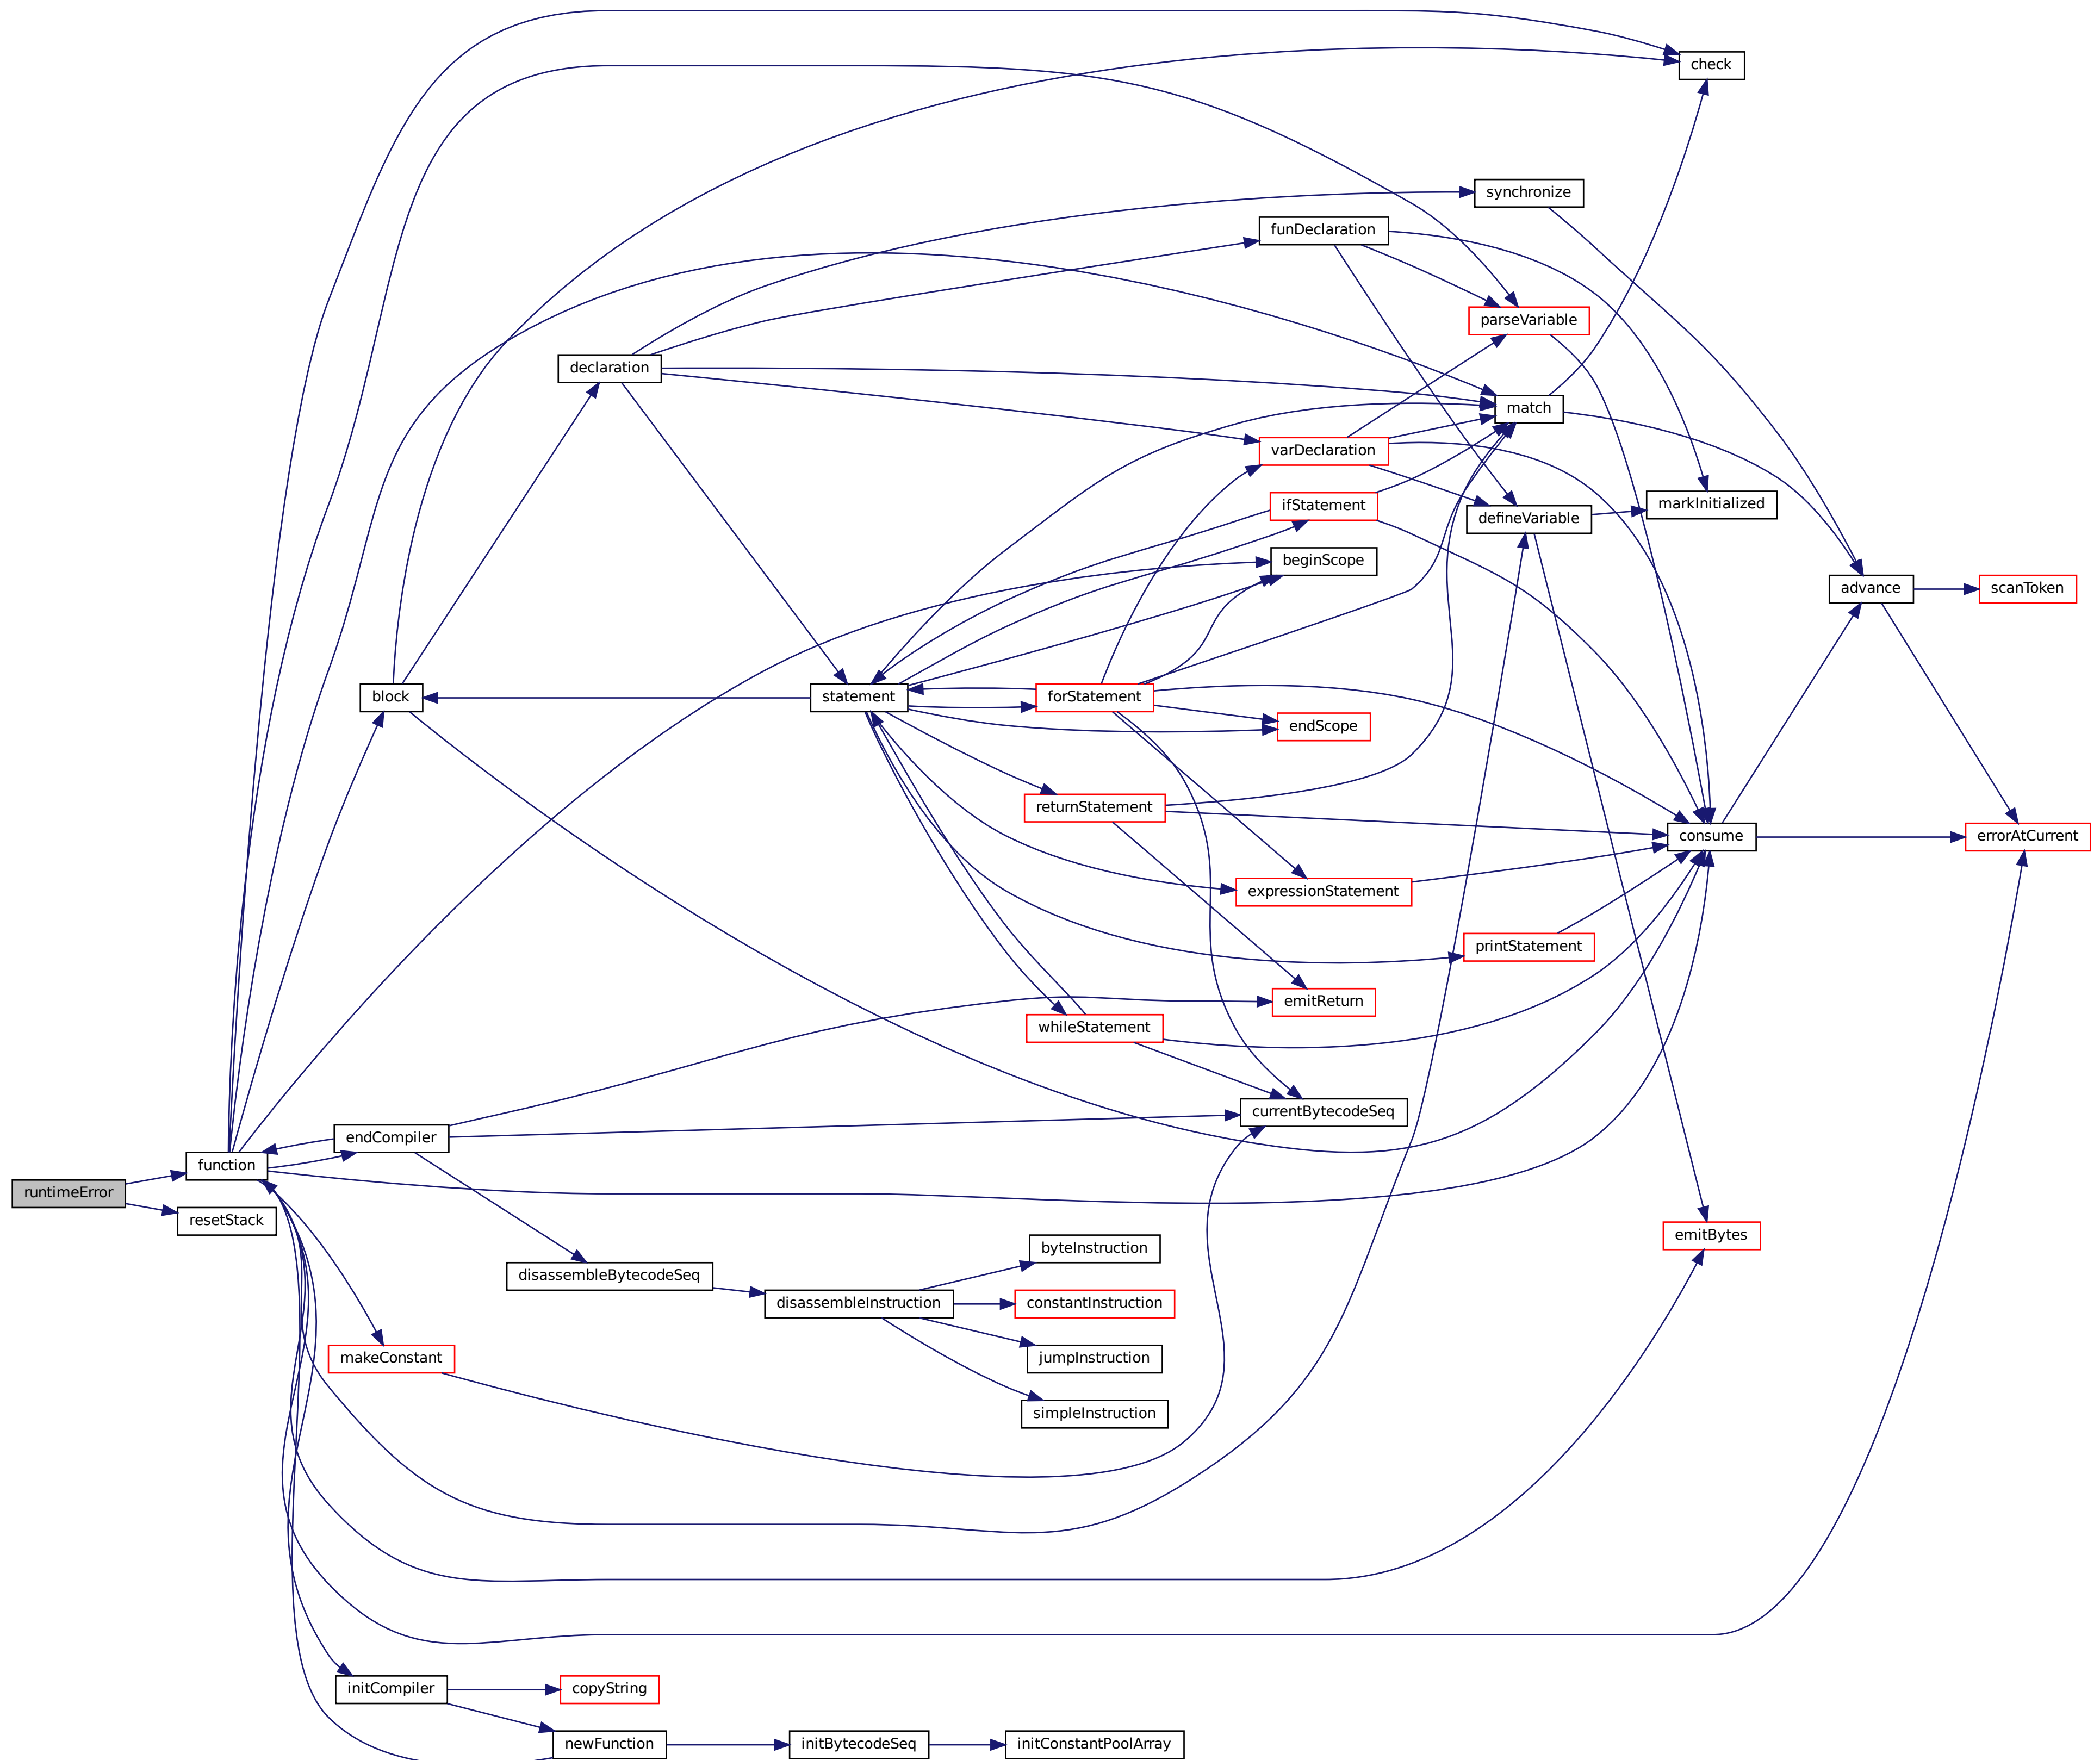 check
synchronize
funDeclaration
parseVariable
declaration
match
varDeclaration
ifStatement
markInitialized
defineVariable
beginScope
advance
scanToken
block
statement
forStatement
endScope
returnStatement
consume
errorAtCurrent
expressionStatement
printStatement
emitReturn
whileStatement
currentBytecodeSeq
endCompiler
function
runtimeError
resetStack
emitBytes
byteInstruction
disassembleBytecodeSeq
disassembleInstruction
constantInstruction
makeConstant
jumpInstruction
simpleInstruction
initCompiler
copyString
newFunction
initBytecodeSeq
initConstantPoolArray